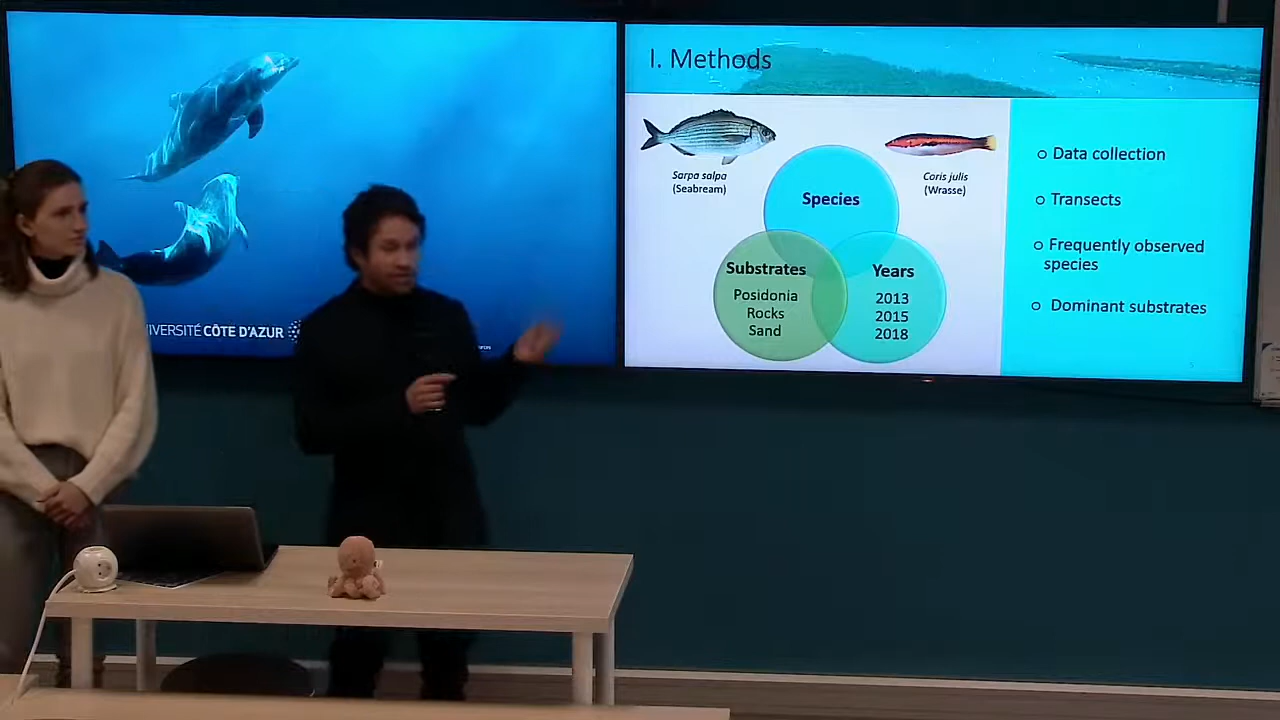 UNIVERSITÉ CÔTE D'AZUR
I. Methods
Sarpa salpa
(Seabream)
Coris julis
(Wrasse)
Species
Substrates
Posidonia
Rocks
Sand
Years
2013
2015
2018
o Data collection
o Transects
o Frequently observed
species
o Dominant substrates
5